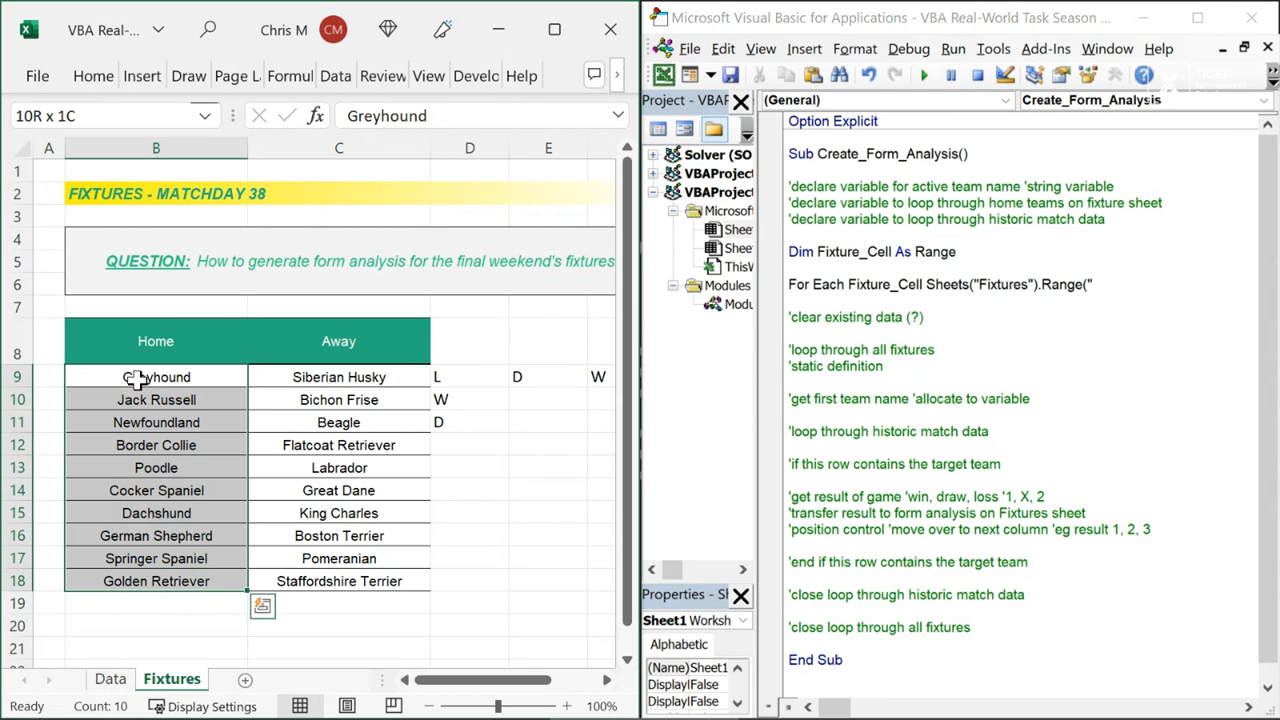 VBA Real-...
Chris M
CM
File Home Insert Draw Page L Formul Data Review View Develo Help
10R x 1C
fx
Greyhound
A B C D E
1
2 FIXTURES - MATCHDAY 38
3
4
5 QUESTION: How to generate form analysis for the final weekend's fixtures
6
7
8 Home Away
9 Greyhound Siberian Husky L D W
10 Jack Russell Bichon Frise W
11 Newfoundland Beagle D
12 Border Collie Flatcoat Retriever
13 Poodle Labrador
14 Cocker Spaniel Great Dane
15 Dachshund King Charles
16 German Shepherd Boston Terrier
17 Springer Spaniel Pomeranian
18 Golden Retriever Staffordshire Terrier
19
20
21
Data Fixtures
Ready Count: 10 Display Settings 100%
Microsoft Visual Basic for Applications - VBA Real-World Task Season ...
File Edit View Insert Format Debug Run Tools Add-Ins Window Help
Project - VBAP
Solver (SO
VBAProject
VBAProject
Microsoft
Shee
Shee
ThisW
Modules
Modu
Properties - Sh
Sheet1 Worksh
Alphabetic
(Name) Sheet1
DisplayI False
DisplayI False
(General) Create_Form_Analysis
Option Explicit
Sub Create_Form_Analysis()
'declare variable for active team name 'string variable
'declare variable to loop through home teams on fixture sheet
'declare variable to loop through historic match data
Dim Fixture_Cell As Range
For Each Fixture_Cell Sheets("Fixtures").Range("
'clear existing data (?)
'loop through all fixtures
'static definition
'get first team name 'allocate to variable
'loop through historic match data
'if this row contains the target team
'get result of game 'win, draw, loss '1, X, 2
'transfer result to form analysis on Fixtures sheet
'position control 'move over to next column 'eg result 1, 2, 3
'end if this row contains the target team
'close loop through historic match data
'close loop through all fixtures
End Sub